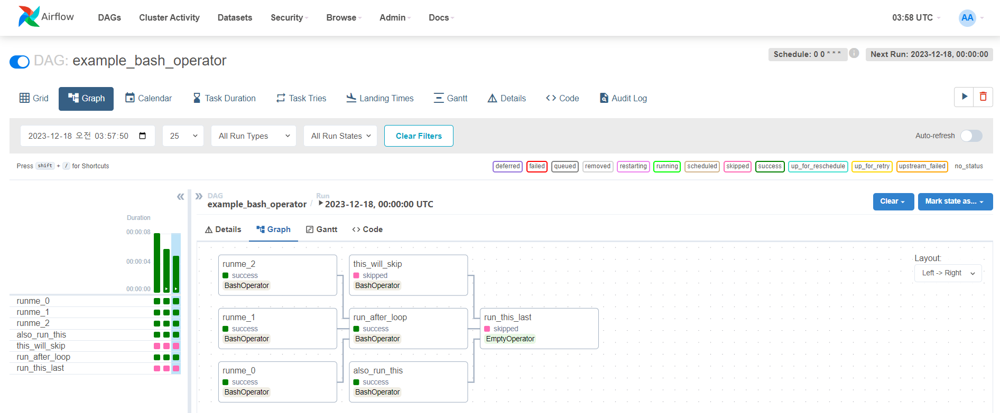 Airflow
DAGs Cluster Activity Datasets Security Browse Admin Docs 03:58 UTC AA
DAG: example_bash_operator
Schedule: 0 0 * * * Next Run: 2023-12-18, 00:00:00
Grid Graph Calendar Task Duration Task Tries Landing Times Gantt Details Code Audit Log
2023-12-18 오전 03:57:50 25 All Run Types All Run States Clear Filters Auto-refresh
Press shift + / for Shortcuts
deferred failed queued removed restarting running scheduled skipped success up_for_reschedule up_for_retry upstream_failed no_status
Duration
00:00:08
00:00:04
00:00:00
runme_0
runme_1
runme_2
also_run_this
this_will_skip
run_after_loop
run_this_last
DAG Run
example_bash_operator / 2023-12-18, 00:00:00 UTC
Clear Mark state as...
Details Graph Gantt Code
Layout:
Left -> Right
runme_2
success
BashOperator
this_will_skip
skipped
BashOperator
runme_1
success
BashOperator
run_after_loop
success
BashOperator
run_this_last
skipped
EmptyOperator
runme_0
success
BashOperator
also_run_this
success
BashOperator